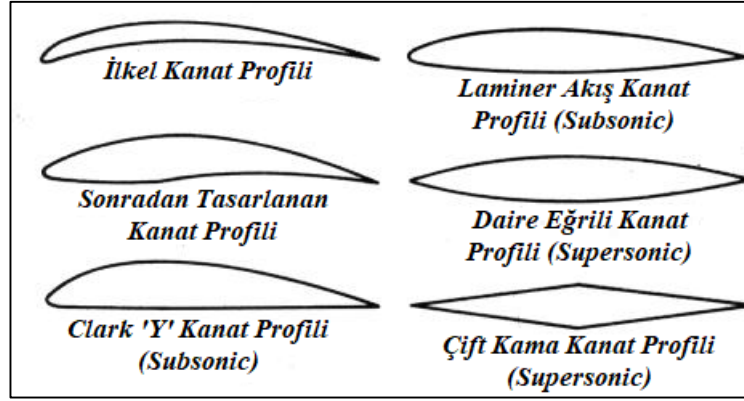 İlkel Kanat Profili
Laminer Akış Kanat
Profili (Subsonic)
Sonradan Tasarlanan
Kanat Profili
Daire Eğrili Kanat
Profili (Supersonic)
Clark 'Y' Kanat Profili
(Subsonic)
Çift Kama Kanat Profili
(Supersonic)